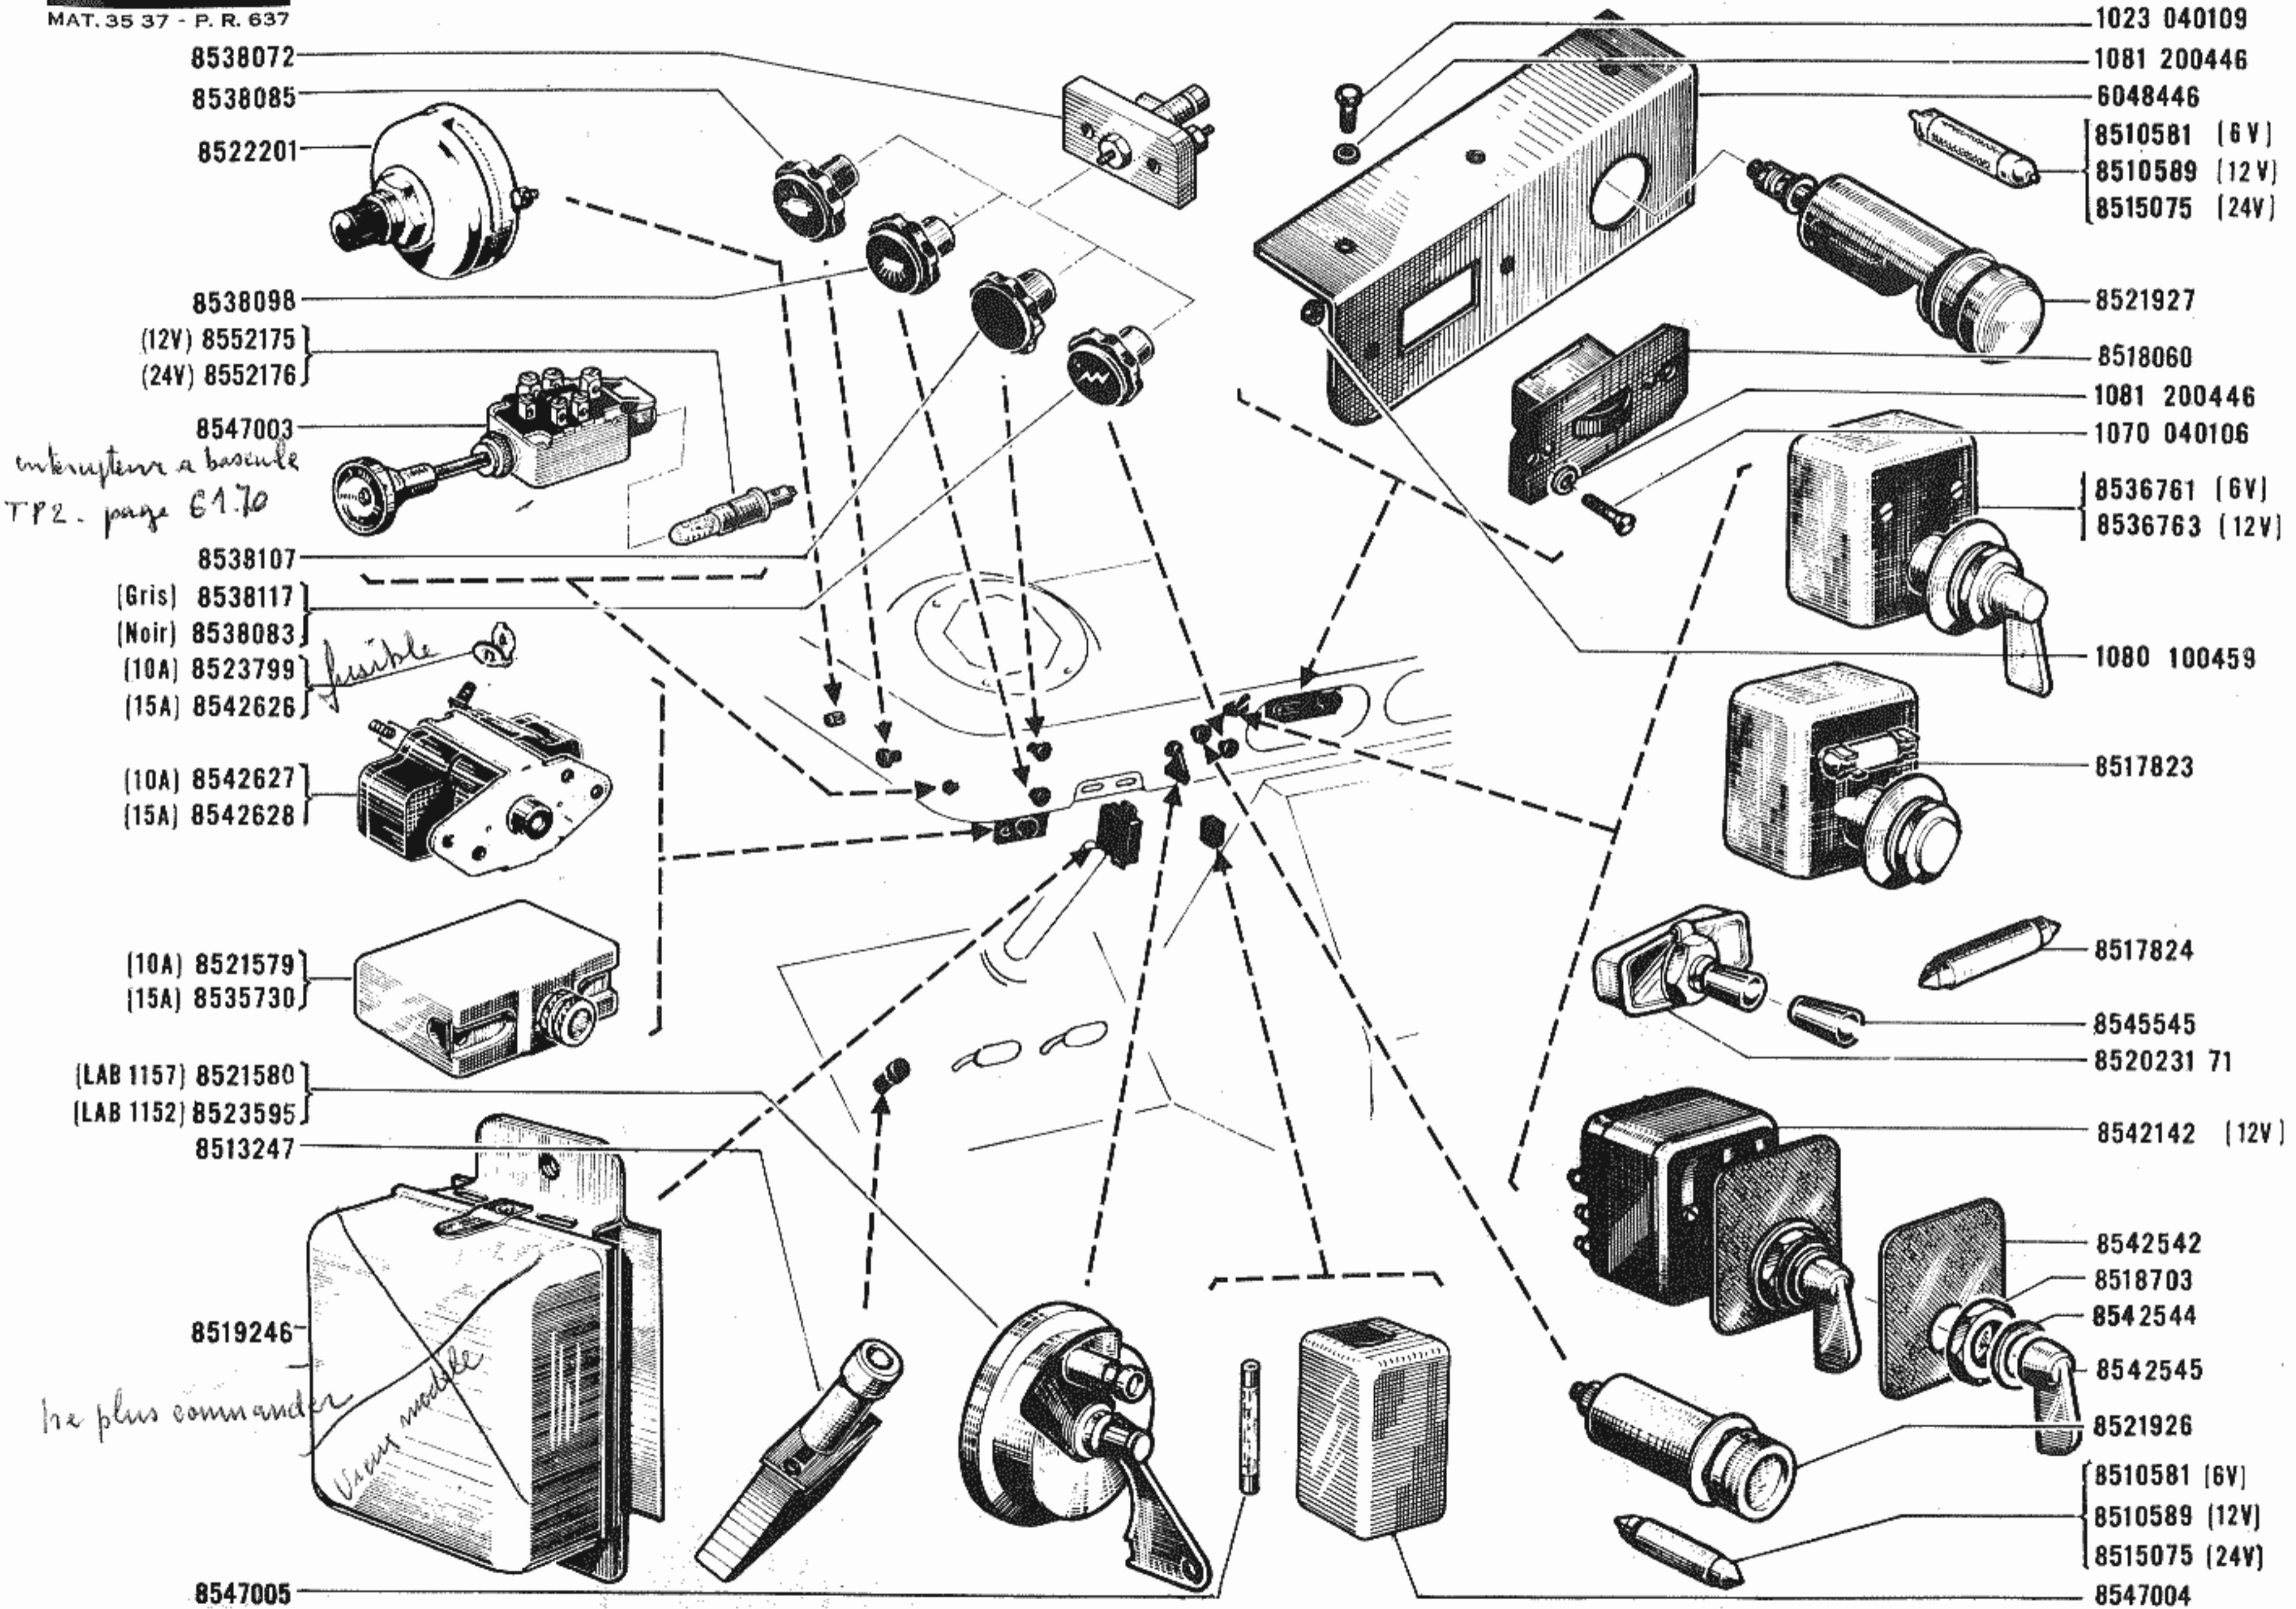 MAT. 35 37 - P. R. 637
8538072
8538085
8522201
8538098
(12V) 8552175
(24V) 8552176
8547003
interupteur a bascule
TP2 - page 61.70
8538107
(Gris) 8538117
(Noir) 8538083
(10A) 8523799
fusible
(15A) 8542626
(10A) 8542627
(15A) 8542628
(10A) 8521579
(15A) 8535730
(LAB 1157) 8521580
(LAB 1152) 8523595
8513247
8519246
ne plus commander
Vieux modèle
8547005
1023 040109
1081 200446
6048446
8510581 (6V)
8510589 (12V)
8515075 (24V)
8521927
8518060
1081 200446
1070 040106
8536761 (6V)
8536763 (12V)
1080 100459
8517823
8517824
8545545
8520231 71
8542142 (12V)
8542542
8518703
8542544
8542545
8521926
8510581 (6V)
8510589 (12V)
8515075 (24V)
8547004